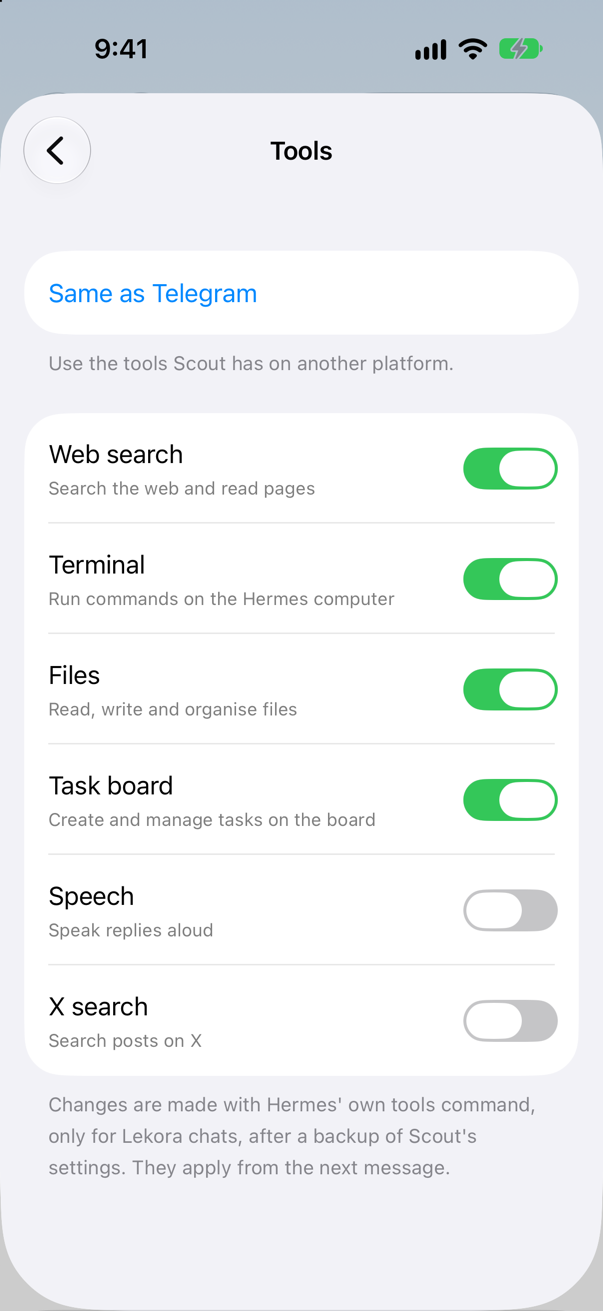 9:41
Tools
Same as Telegram
Use the tools Scout has on another platform.
Web search
Search the web and read pages
Terminal
Run commands on the Hermes computer
Files
Read, write and organise files
Task board
Create and manage tasks on the board
Speech
Speak replies aloud
X search
Search posts on X
Changes are made with Hermes' own tools command,
only for Lekora chats, after a backup of Scout's
settings. They apply from the next message.